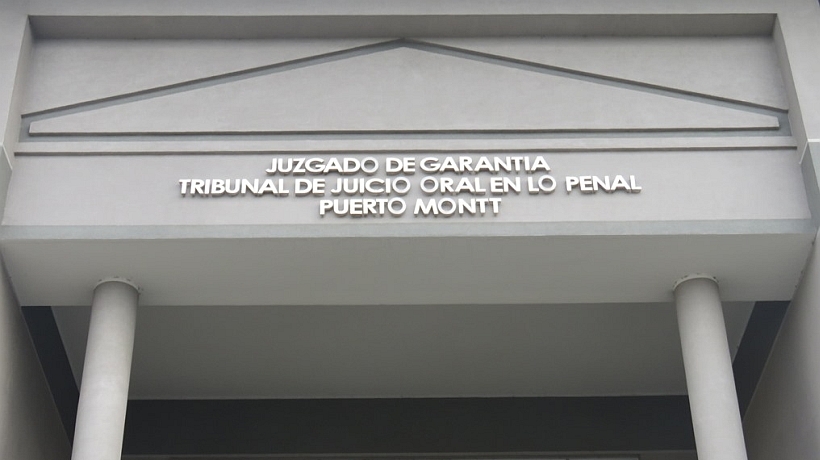 JUZGADO DE GARANTIA
TRIBUNAL DE JUICIO ORAL EN LO PENAL
PUERTO MONTT